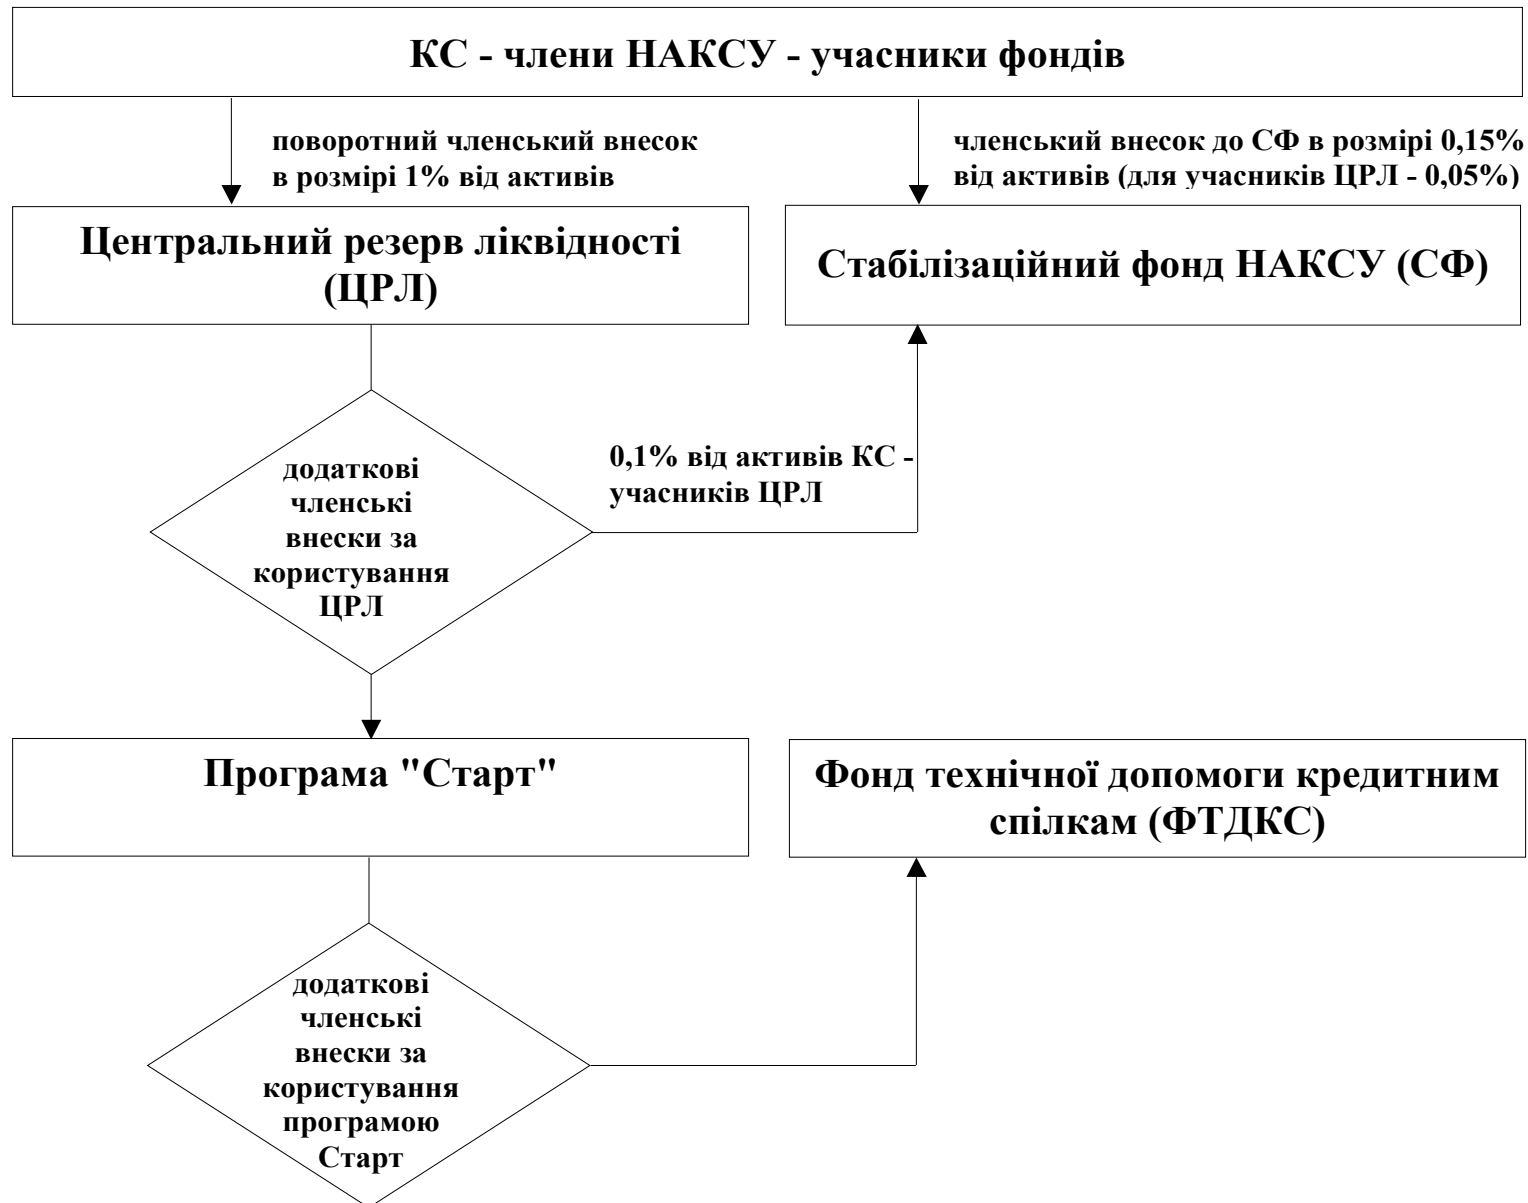 КС - члени НАКСУ - учасники фондів
поворотний членський внесок
в розмірі 1% від активів
членський внесок до СФ в розмірі 0,15%
від активів (для учасників ЦРЛ - 0,05%)
Центральний резерв ліквідності
(ЦРЛ)
Стабілізаційний фонд НАКСУ (СФ)
додаткові
членські
внески за
користування
ЦРЛ
0,1% від активів КС -
учасників ЦРЛ
Програма "Старт"
Фонд технічної допомоги кредитним
спілкам (ФТДКС)
додаткові
членські
внески за
користування
програмою
Старт